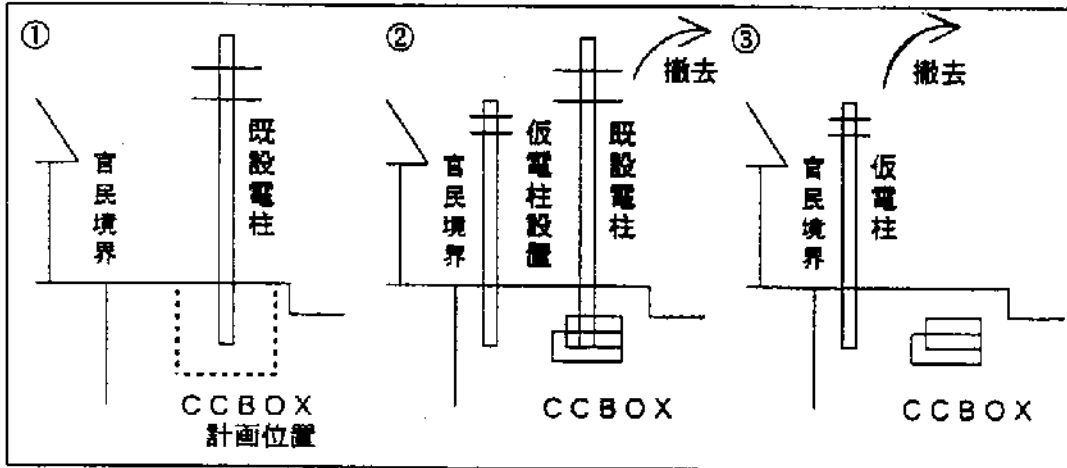 ①
官民境界
既設電柱
CCBOX
計画位置
②
撤去
官民境界
仮電柱設置
既設電柱
CCBOX
③
撤去
官民境界
仮電柱
CCBOX